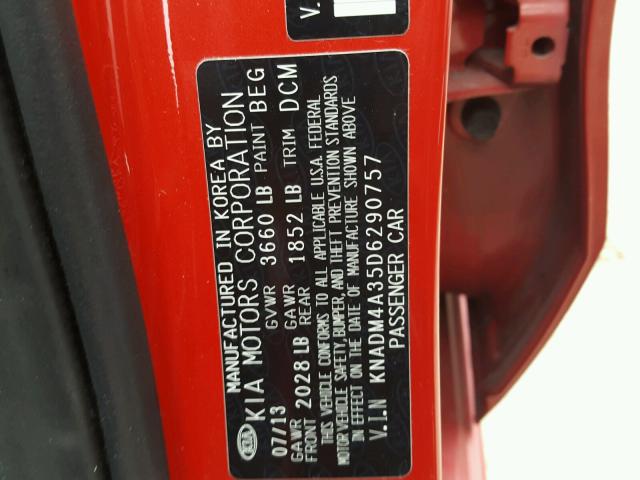 V.
MANUFACTURED IN KOREA BY
KIA KIA MOTORS CORPORATION
07/13 GVWR 3660 LB PAINT BEG
GAWR FRONT 2028 LB GAWR REAR 1852 LB TRIM DCM
THIS VEHICLE CONFORMS TO ALL APPLICABLE U.S.A. FEDERAL
MOTOR VEHICLE SAFETY, BUMPER, AND THEFT PREVENTION STANDARDS
IN EFFECT ON THE DATE OF MANUFACTURE SHOWN ABOVE
V.I.N KNADM4A35D6290757
PASSENGER CAR